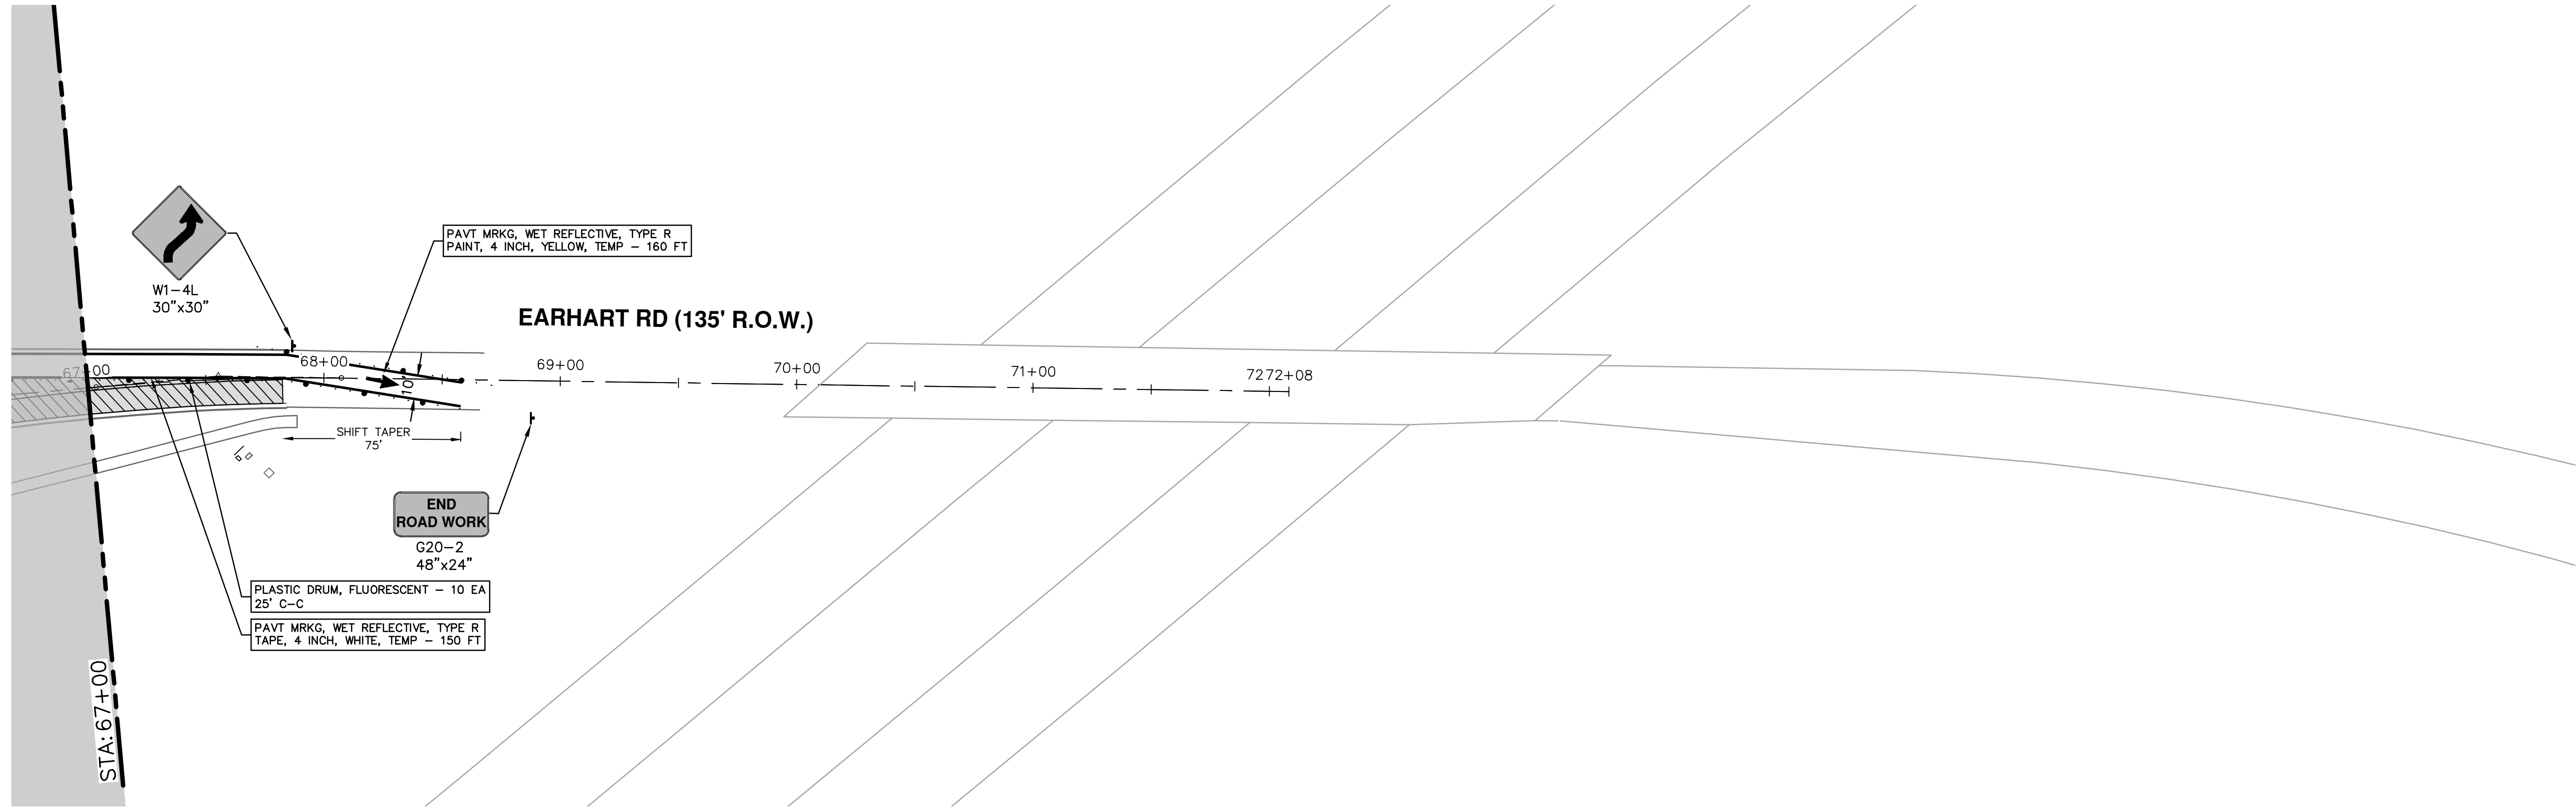 W1-4L
30"x30"
PAVT MRKG, WET REFLECTIVE, TYPE R
PAINT, 4 INCH, YELLOW, TEMP - 160 FT
EARHART RD (135' R.O.W.)
67+00
68+00
69+00
70+00
71+00
72
72+08
10'
SHIFT TAPER
75'
END
ROAD WORK
G20-2
48"x24"
PLASTIC DRUM, FLUORESCENT - 10 EA
25' C-C
PAVT MRKG, WET REFLECTIVE, TYPE R
TAPE, 4 INCH, WHITE, TEMP - 150 FT
STA: 67+00